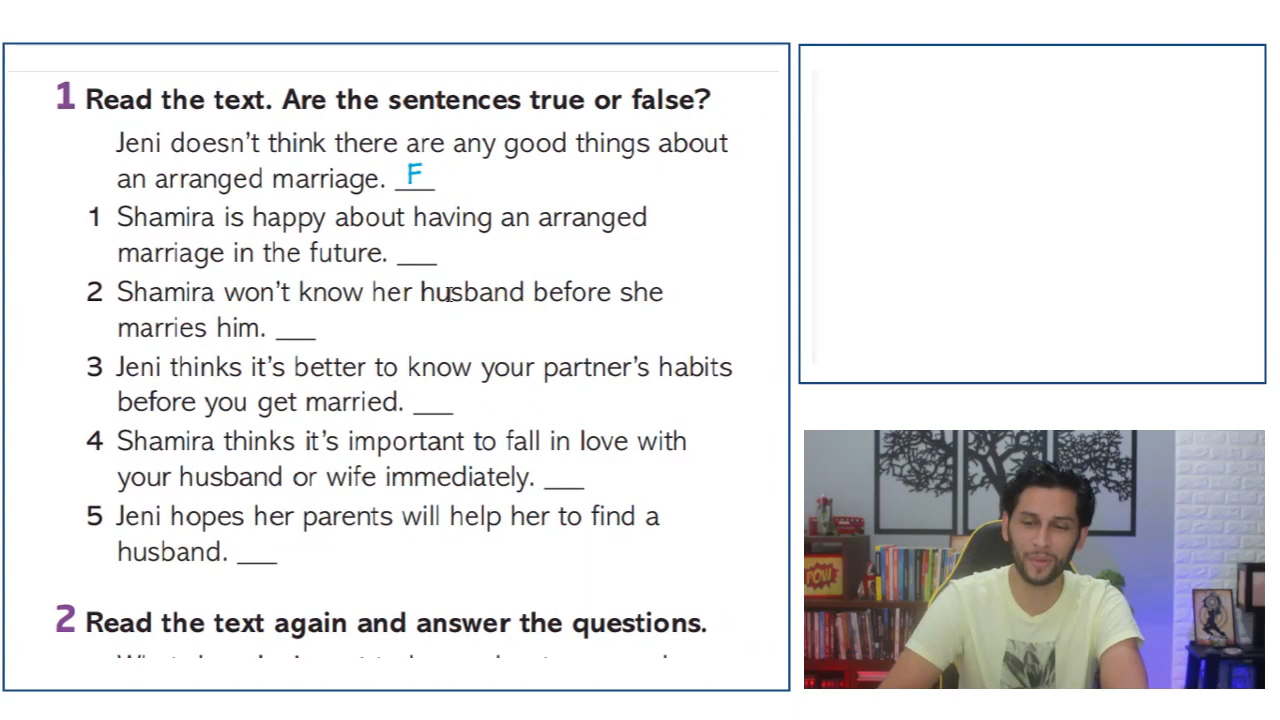 1 Read the text. Are the sentences true or false?
Jeni doesn't think there are any good things about
an arranged marriage. F
1 Shamira is happy about having an arranged
marriage in the future. ___
2 Shamira won't know her husband before she
marries him. ___
3 Jeni thinks it's better to know your partner's habits
before you get married. ___
4 Shamira thinks it's important to fall in love with
your husband or wife immediately. ___
5 Jeni hopes her parents will help her to find a
husband. ___
2 Read the text again and answer the questions.
POW